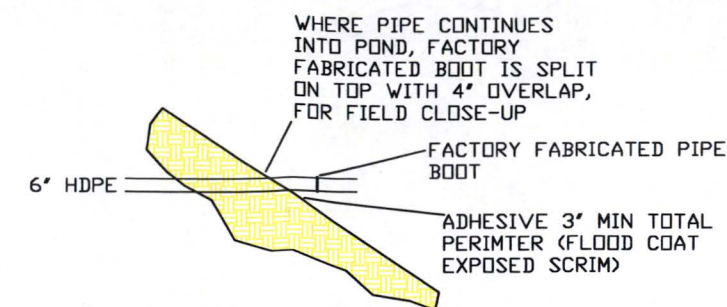 WHERE PIPE CONTINUES
INTO POND, FACTORY
FABRICATED BOOT IS SPLIT
ON TOP WITH 4" OVERLAP,
FOR FIELD CLOSE-UP
FACTORY FABRICATED PIPE
BOOT
6" HDPE
ADHESIVE 3" MIN TOTAL
PERIMTER (FLOOD COAT
EXPOSED SCRIM)